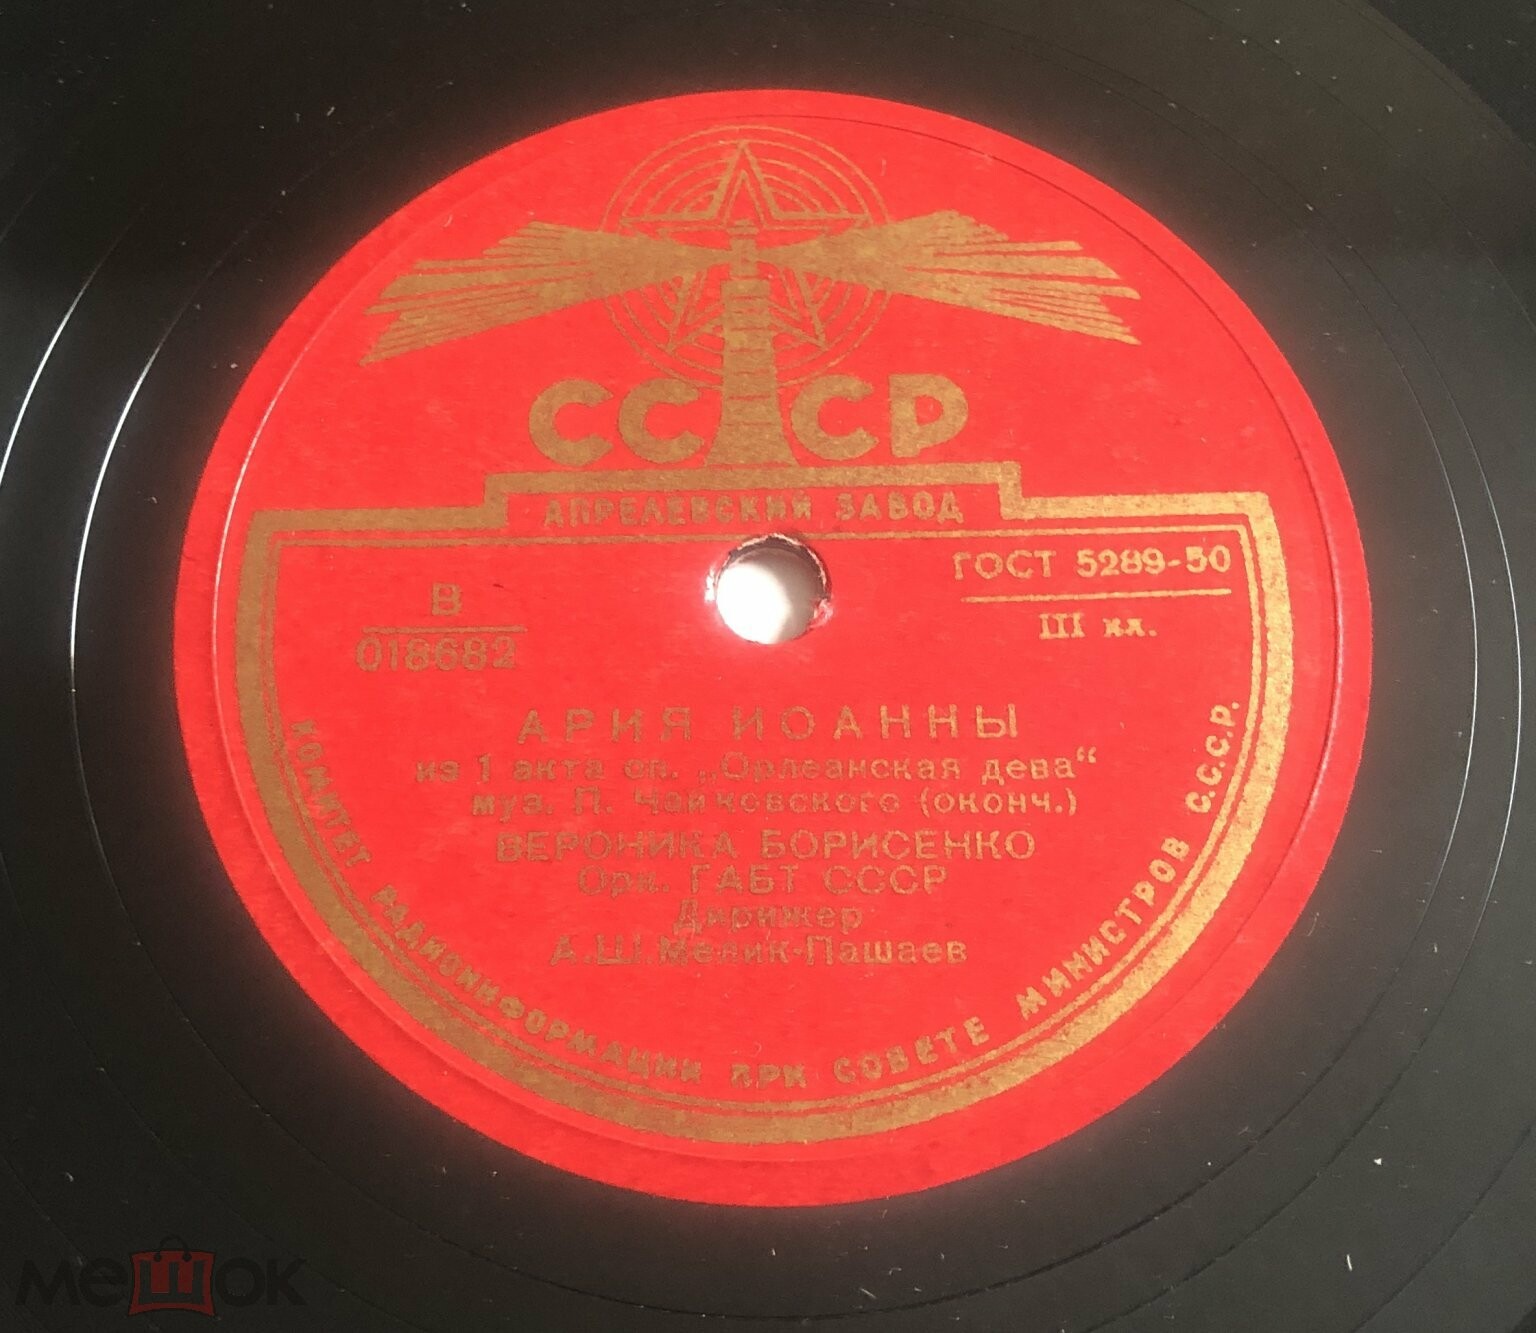 СССР
АПРЕЛЕВСКИЙ ЗАВОД
ГОСТ 5289-50
III кл.
В
018682
АРИЯ ИОАННЫ
из 1 акта оп. „Орлеанская дева“
муз. П. Чайковского (оконч.)
ВЕРОНИКА БОРИСЕНКО
Орк. ГАБТ СССР
Дирижер
А.Ш.Мелик-Пашаев
КОМИТЕТ РАДИОИНФОРМАЦИИ ПРИ СОВЕТЕ МИНИСТРОВ С.С.С.Р.
мешок